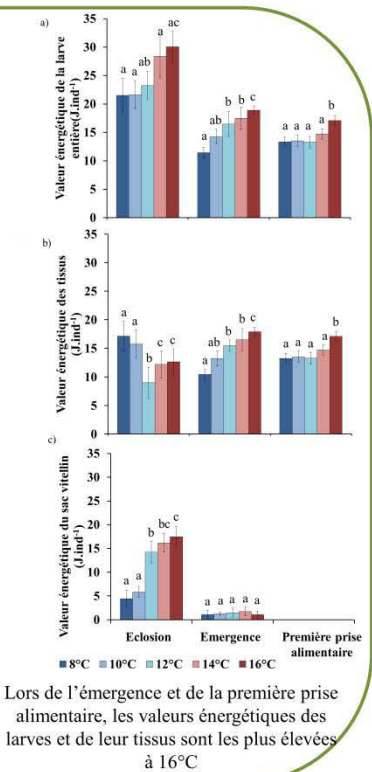 a)
Valeur énergétique de la larve
entière(J.ind-1)
35
30
25
20
15
10
5
0
a a ab a ac
a ab b b c
a a a a b
b)
Valeur énergétique des tissus
(J.ind-1)
35
30
25
20
15
10
5
0
a a b c c
a ab b b c
a a a a b
c)
Valeur énergétique du sac vitellin
(J.ind-1)
35
30
25
20
15
10
5
0
a a b bc c
a a a a a
Eclosion Emergence Première prise
alimentaire
8°C 10°C 12°C 14°C 16°C
Lors de l’émergence et de la première prise
alimentaire, les valeurs énergétiques des
larves et de leur tissus sont les plus élevées
à 16°C